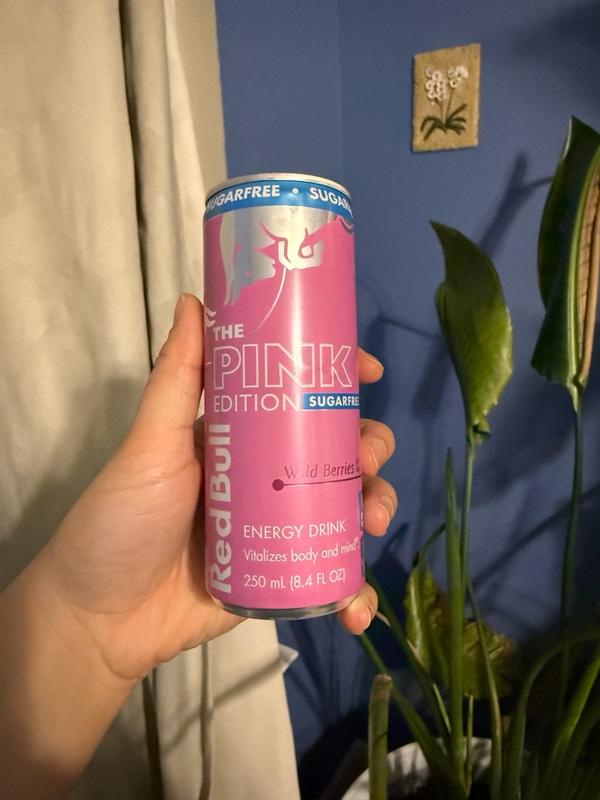 SUGARFREE • SUGAR
THE
PINK
EDITION SUGARFREE
Wild Berries
Red Bull
ENERGY DRINK
Vitalizes body and mind®
250 mL (8.4 FL OZ)